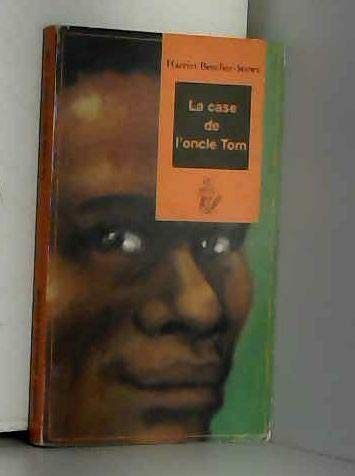 Harriet Beecher-Stowe
La case
de
l'oncle Tom